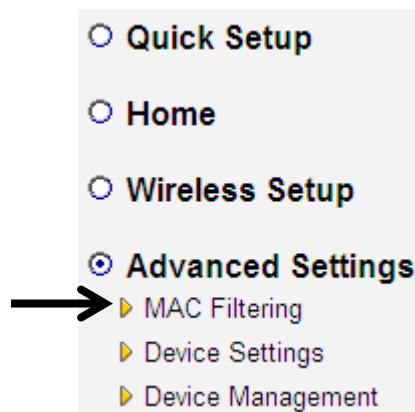 Quick Setup
Home
Wireless Setup
Advanced Settings
MAC Filtering
Device Settings
Device Management